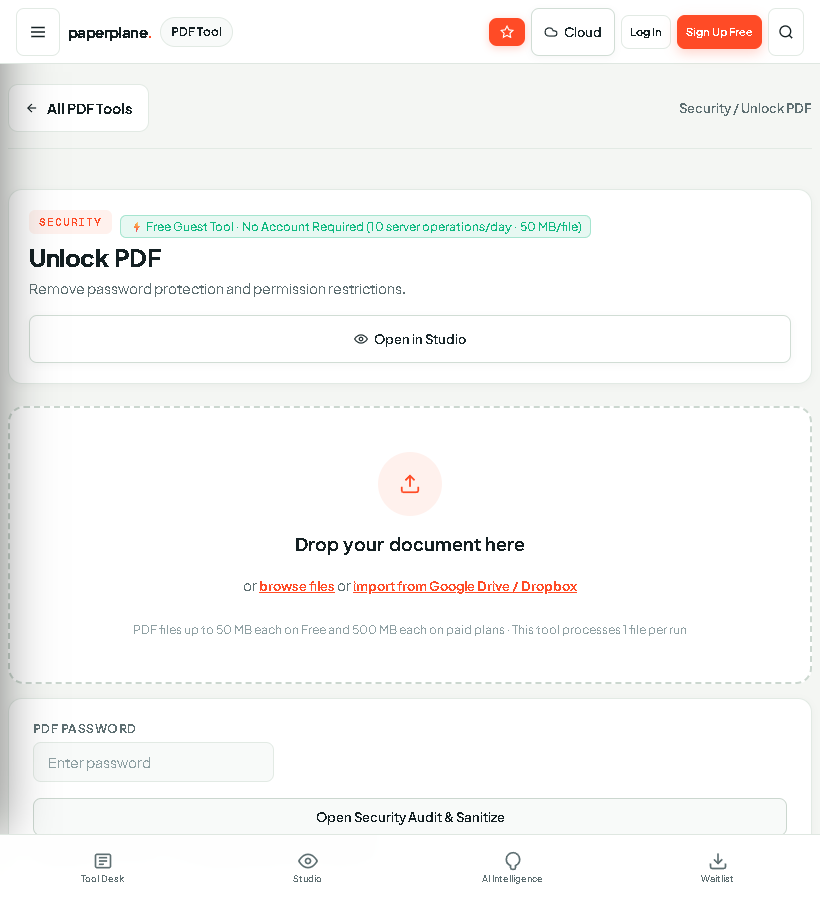 paperplane.
PDF Tool
Cloud
Log In
Sign Up Free
All PDF Tools
Security / Unlock PDF
SECURITY
Free Guest Tool · No Account Required (10 server operations/day · 50 MB/file)
Unlock PDF
Remove password protection and permission restrictions.
Open in Studio
Drop your document here
or browse files or import from Google Drive / Dropbox
PDF files up to 50 MB each on Free and 500 MB each on paid plans · This tool processes 1 file per run
PDF PASSWORD
Enter password
Open Security Audit & Sanitize
Tool Desk
Studio
AI Intelligence
Waitlist